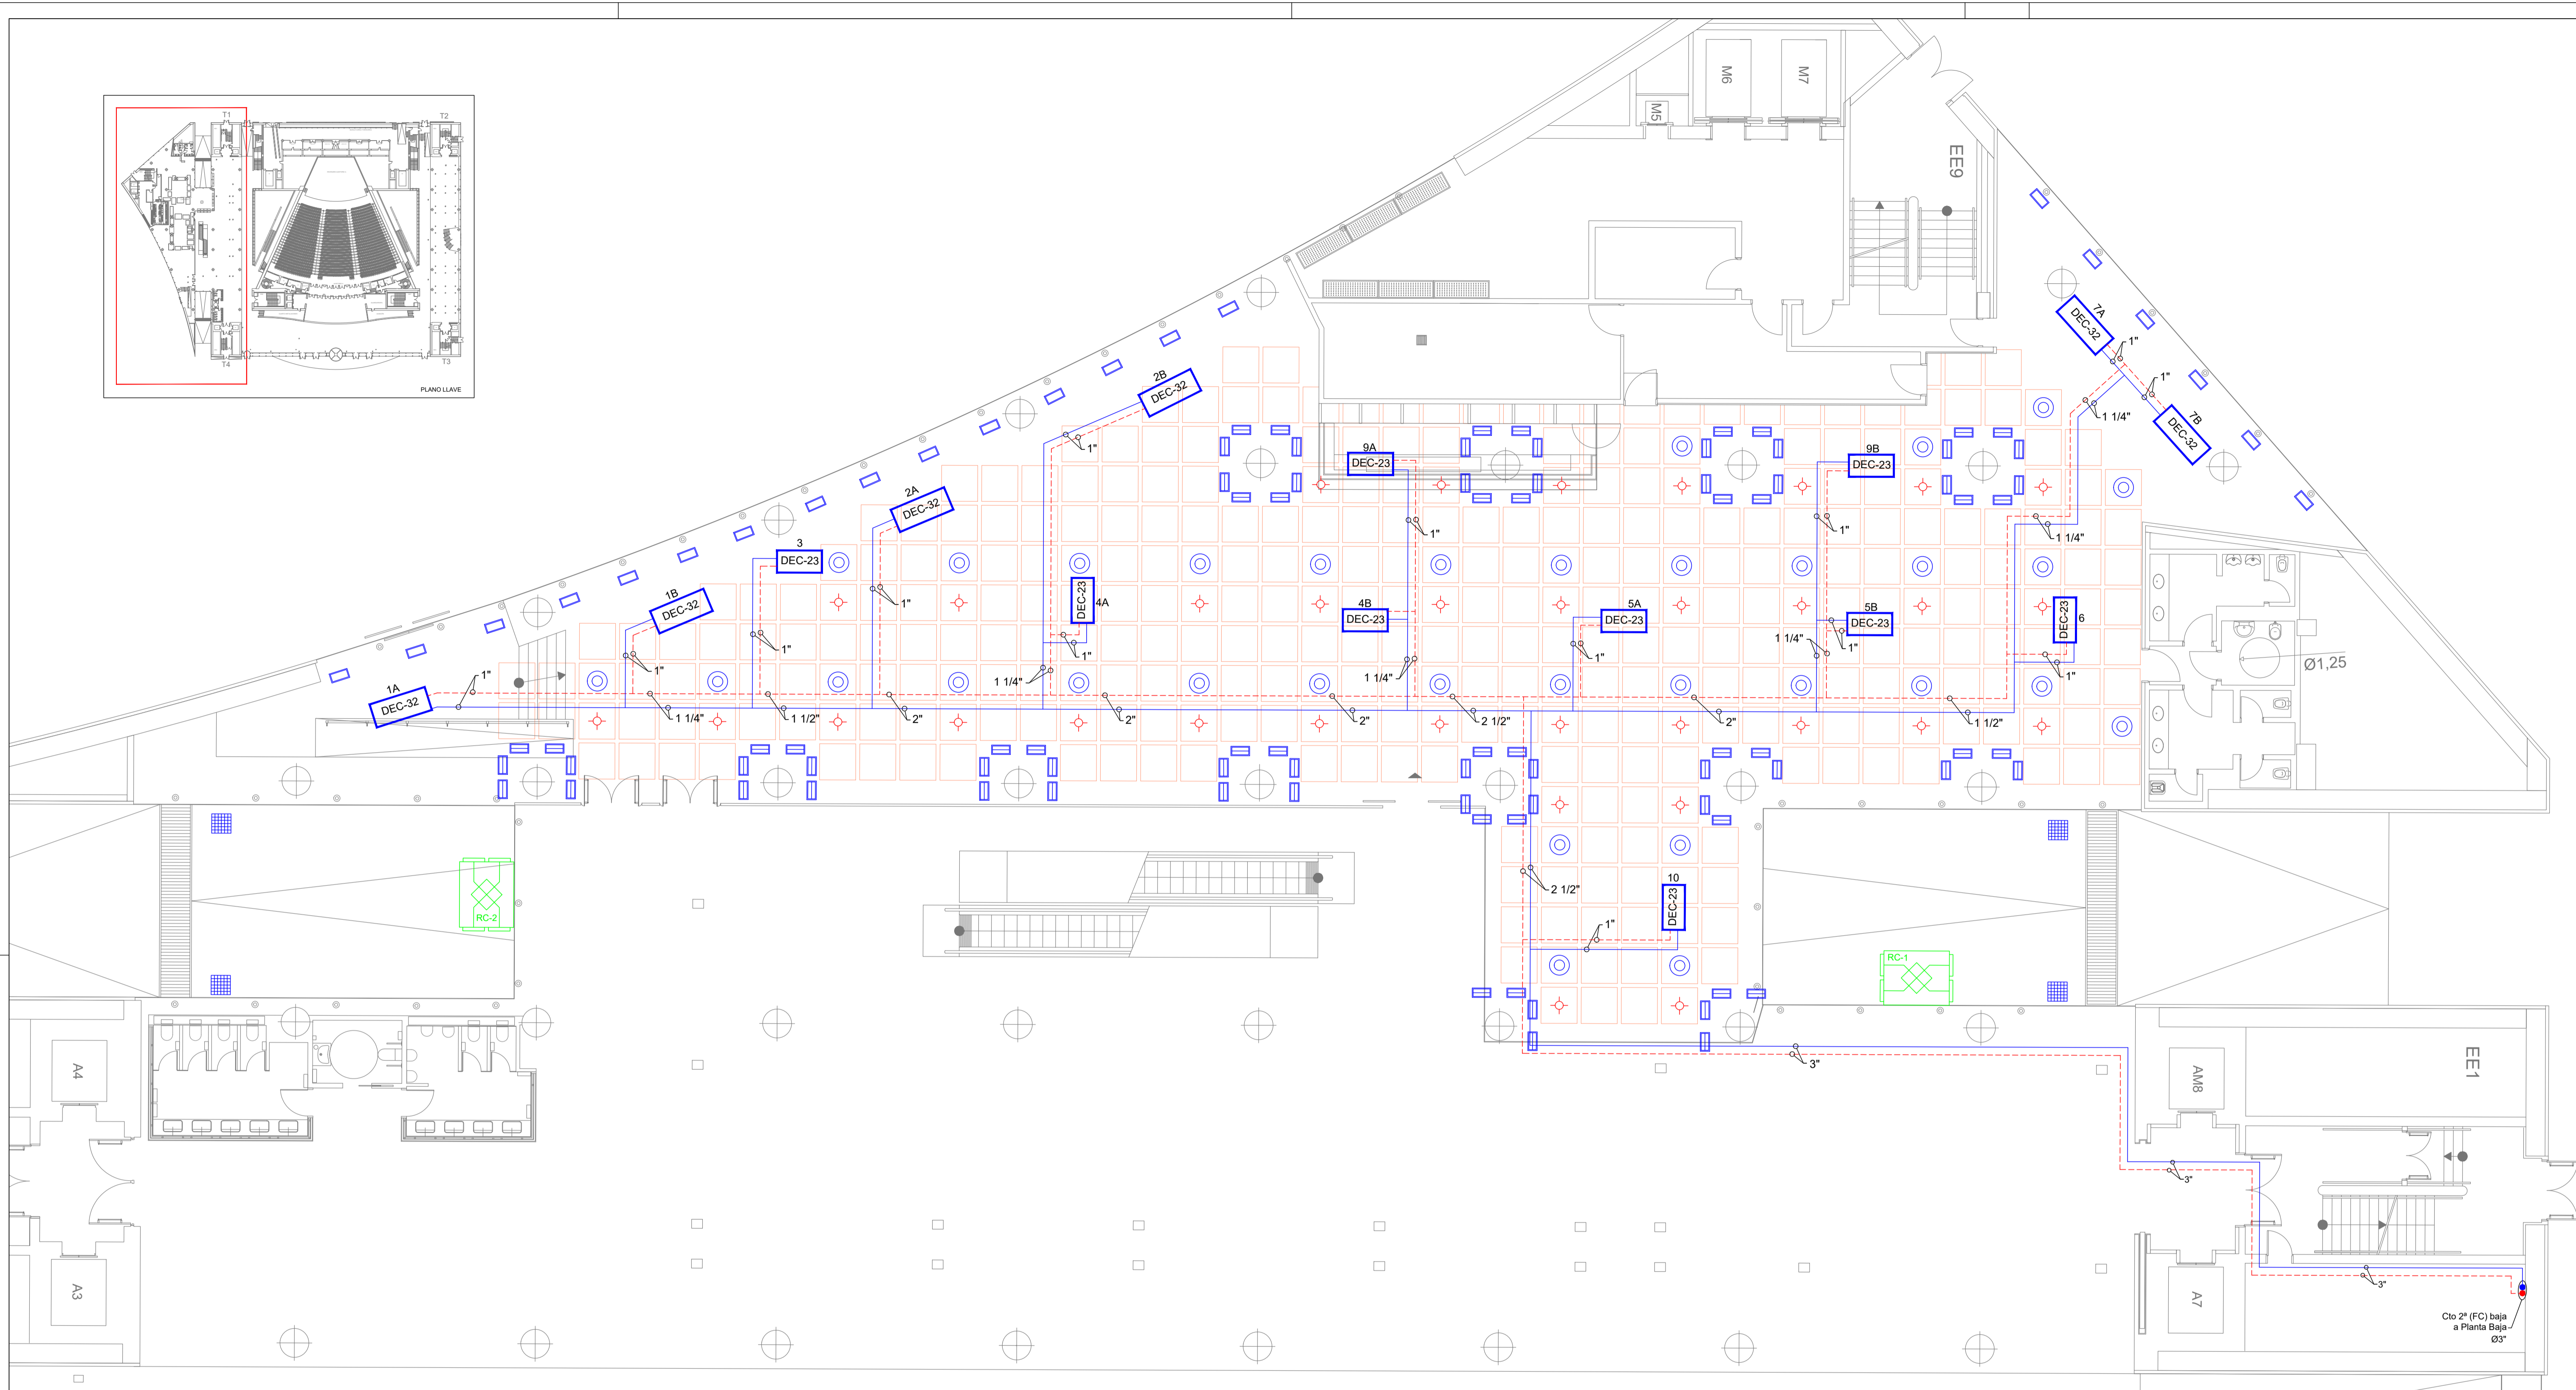 T1
T2
T4
T3
PLANO LLAVE
M5
M6
M7
EE9
7A
DEC-32
1"
1"
7B
DEC-32
1 1/4"
2B
DEC-32
1"
9A
DEC-23
9B
DEC-23
2A
DEC-32
1"
1"
1 1/4"
3
DEC-23
1B
DEC-32
1"
1"
1"
DEC-23
4A
1"
4B
DEC-23
5A
DEC-23
1"
5B
DEC-23
1 1/4"
1"
DEC-23
6
1"
Ø1,25
1A
DEC-32
1"
1 1/4"
1 1/4"
1 1/4"
1 1/2"
2"
2"
2"
2 1/2"
2"
1 1/2"
RC-2
2 1/2"
10
DEC-23
1"
RC-1
3"
A4
AM8
EE1
3"
A3
A7
3"
Cto 2ª (FC) baja
a Planta Baja
Ø3"